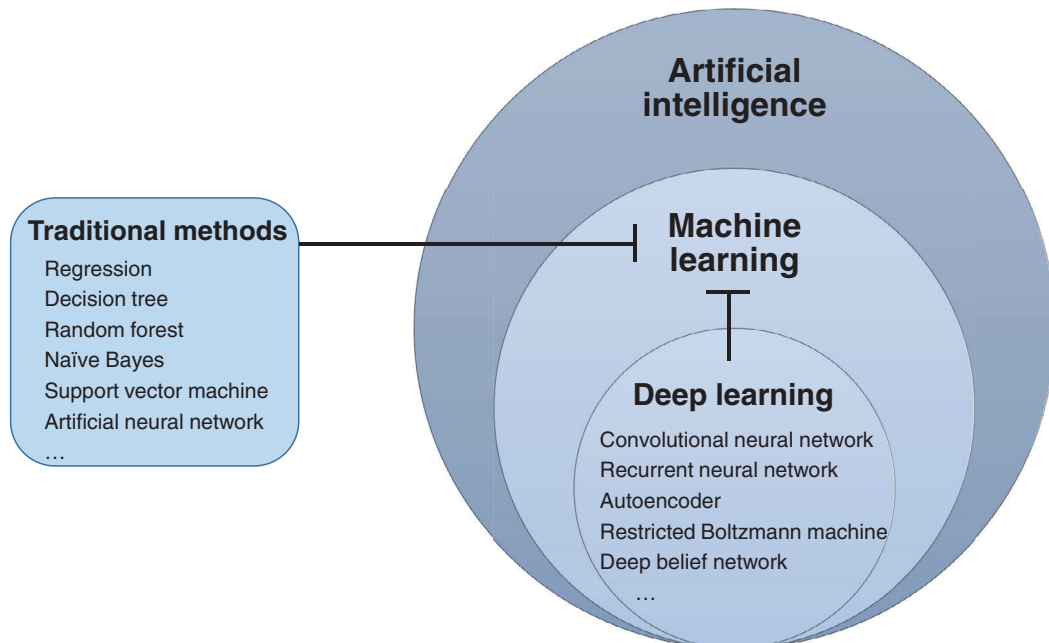 Artificial
intelligence
Traditional methods
Regression
Decision tree
Random forest
Naïve Bayes
Support vector machine
Artificial neural network
…
Machine
learning
Deep learning
Convolutional neural network
Recurrent neural network
Autoencoder
Restricted Boltzmann machine
Deep belief network
…